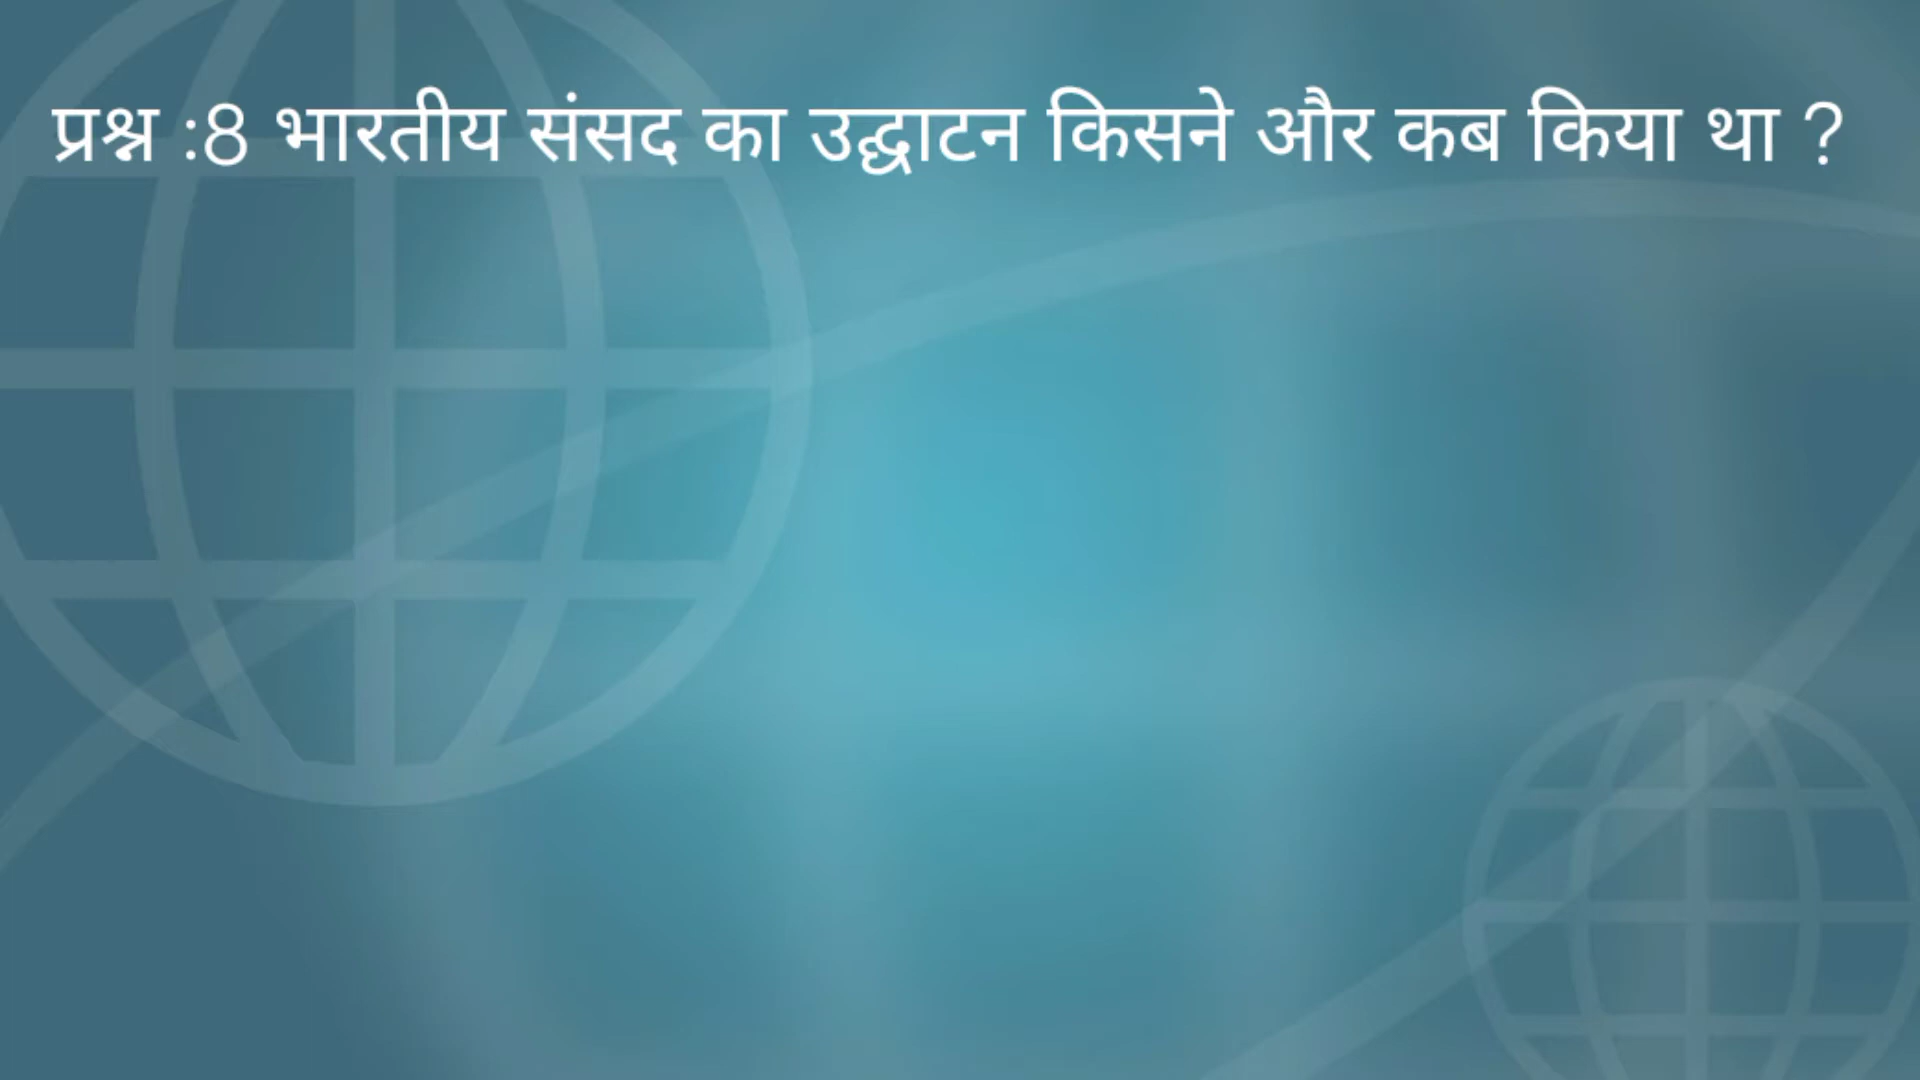 प्रश्न :8 भारतीय संसद का उद्घाटन किसने और कब किया था ?